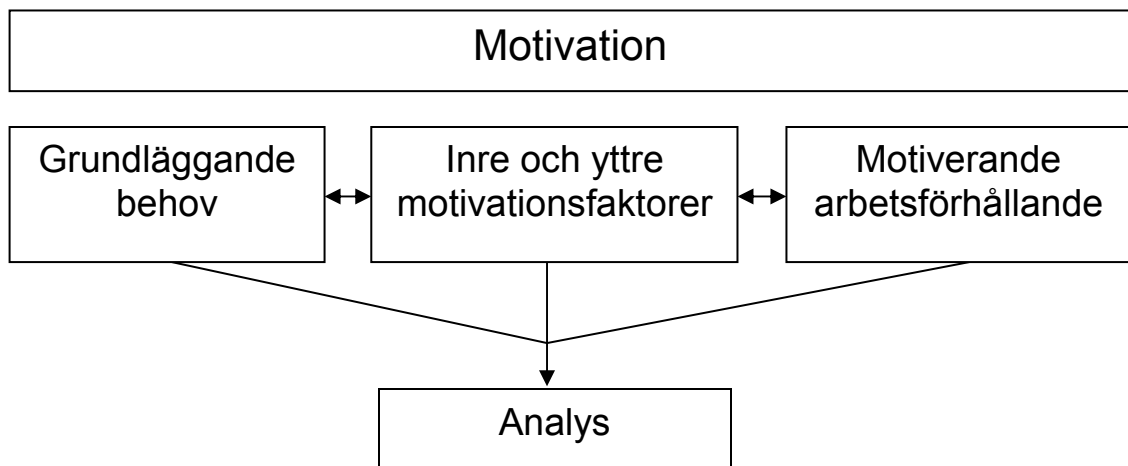 Motivation
Grundläggande
behov
Inre och yttre
motivationsfaktorer
Motiverande
arbetsförhållande
Analys